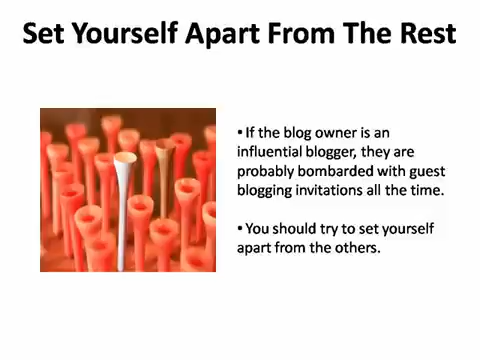 Set Yourself Apart From The Rest
• If the blog owner is an
influential blogger, they are
probably bombarded with guest
blogging invitations all the time.
• You should try to set yourself
apart from the others.